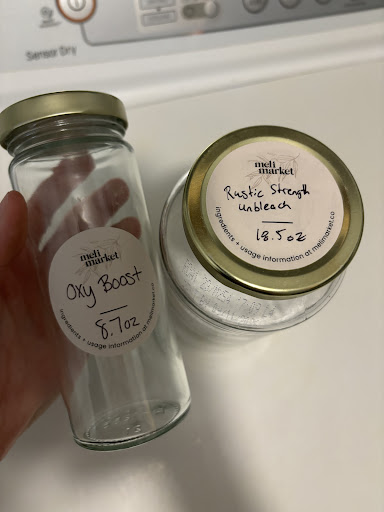 Sensor Dry
meli
market
Oxy Boost
8.7oz
ingredients + usage information at melimarket.co
meli
market
Rustic Strength
unbleach
18.5oz
ingredients + usage information at melimarket.co